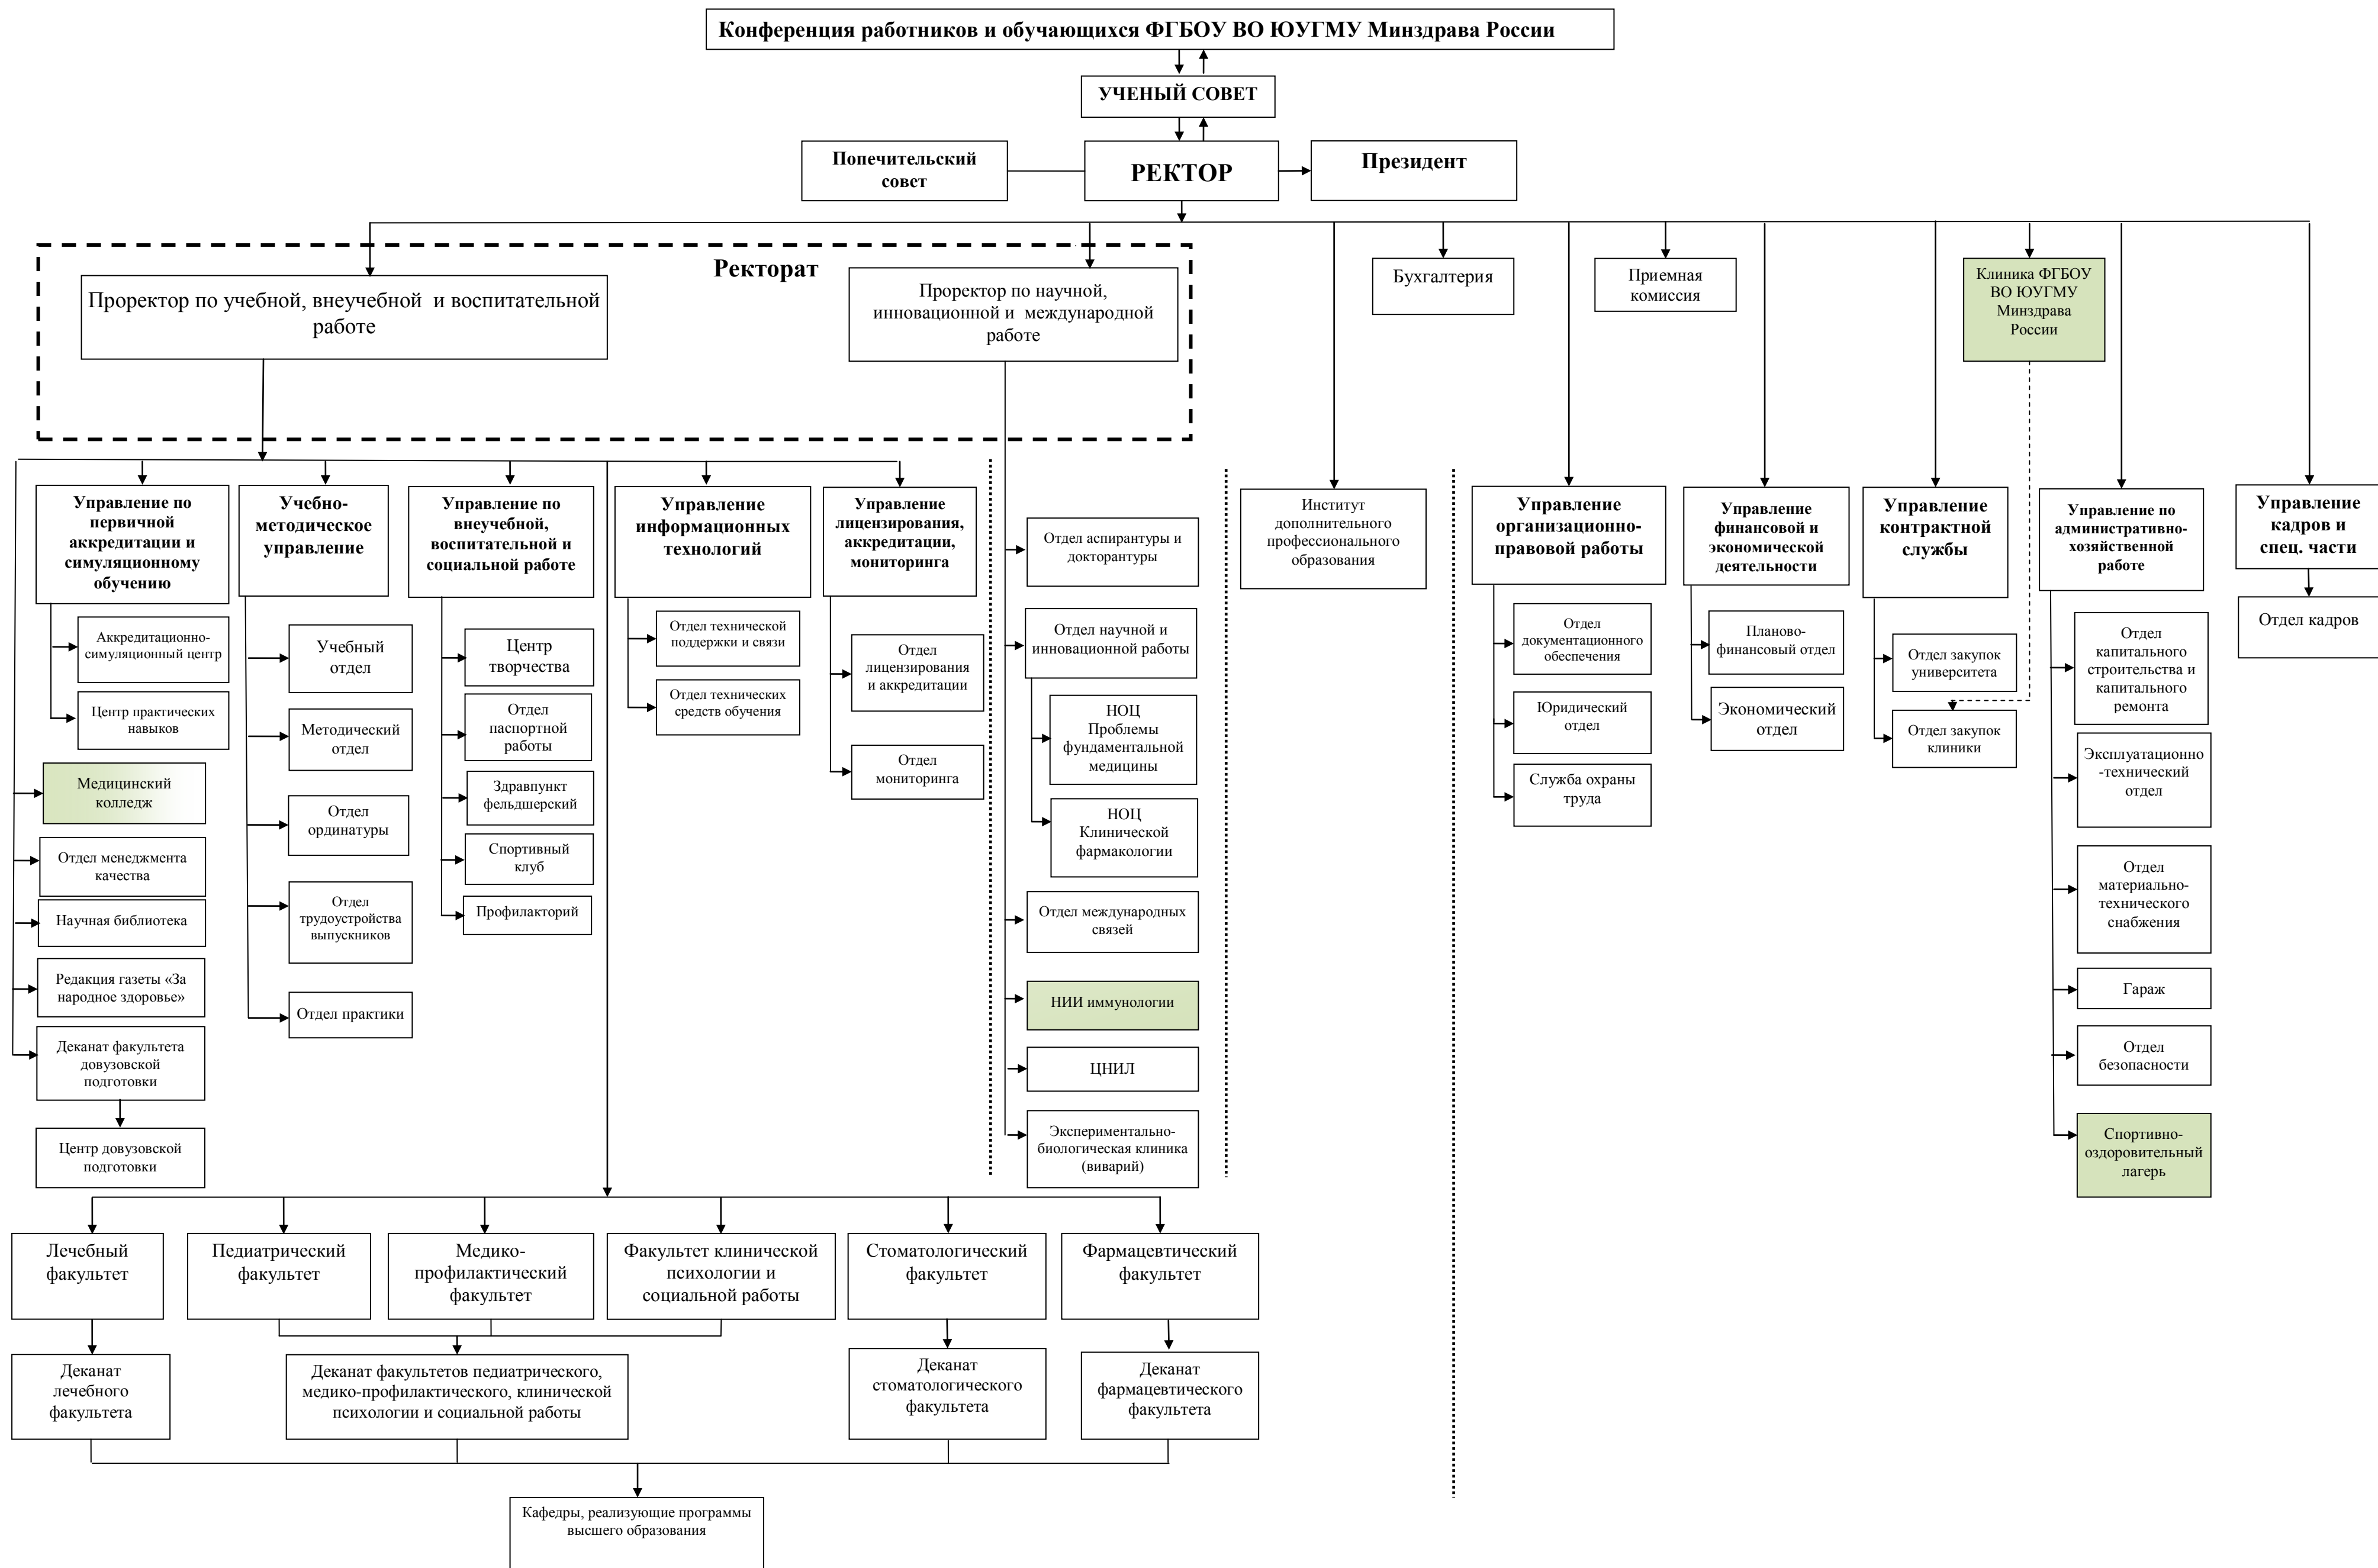 Конференция работников и обучающихся ФГБОУ ВО ЮУГМУ Минздрава России
УЧЕНЫЙ СОВЕТ
Попечительский
совет
РЕКТОР
Президент
Ректорат
Проректор по учебной, внеучебной и воспитательной
работе
Проректор по научной,
инновационной и международной
работе
Бухгалтерия
Приемная
комиссия
Клиника ФГБОУ
ВО ЮУГМУ
Минздрава
России
Управление по
первичной
аккредитации и
симуляционному
обучению
Аккредитационно-
симуляционный центр
Центр практических
навыков
Медицинский
колледж
Отдел менеджмента
качества
Научная библиотека
Редакция газеты «За
народное здоровье»
Деканат факультета
довузовской
подготовки
Центр довузовской
подготовки
Учебно-
методическое
управление
Учебный
отдел
Методический
отдел
Отдел
ординатуры
Отдел
трудоустройства
выпускников
Отдел практики
Управление по
внеучебной,
воспитательной и
социальной работе
Центр
творчества
Отдел
паспортной
работы
Здравпункт
фельдшерский
Спортивный
клуб
Профилакторий
Управление
информационных
технологий
Отдел технической
поддержки и связи
Отдел технических
средств обучения
Управление
лицензирования,
аккредитации,
мониторинга
Отдел
лицензирования
и аккредитации
Отдел
мониторинга
Отдел аспирантуры и
докторантуры
Отдел научной и
инновационной работы
НОЦ
Проблемы
фундаментальной
медицины
НОЦ
Клинической
фармакологии
Отдел международных
связей
НИИ иммунологии
ЦНИЛ
Экспериментально-
биологическая клиника
(виварий)
Институт
дополнительного
профессионального
образования
Управление
организационно-
правовой работы
Отдел
документационного
обеспечения
Юридический
отдел
Служба охраны
труда
Управление
финансовой и
экономической
деятельности
Планово-
финансовый отдел
Экономический
отдел
Управление
контрактной
службы
Отдел закупок
университета
Отдел закупок
клиники
Управление по
административно-
хозяйственной
работе
Отдел
капитального
строительства и
капитального
ремонта
Эксплуатационно
-технический
отдел
Отдел
материально-
технического
снабжения
Гараж
Отдел
безопасности
Спортивно-
оздоровительный
лагерь
Управление
кадров и
спец. части
Отдел кадров
Лечебный
факультет
Педиатрический
факультет
Медико-
профилактический
факультет
Факультет клинической
психологии и
социальной работы
Стоматологический
факультет
Фармацевтический
факультет
Деканат
лечебного
факультета
Деканат факультетов педиатрического,
медико-профилактического, клинической
психологии и социальной работы
Деканат
стоматологического
факультета
Деканат
фармацевтического
факультета
Кафедры, реализующие программы
высшего образования